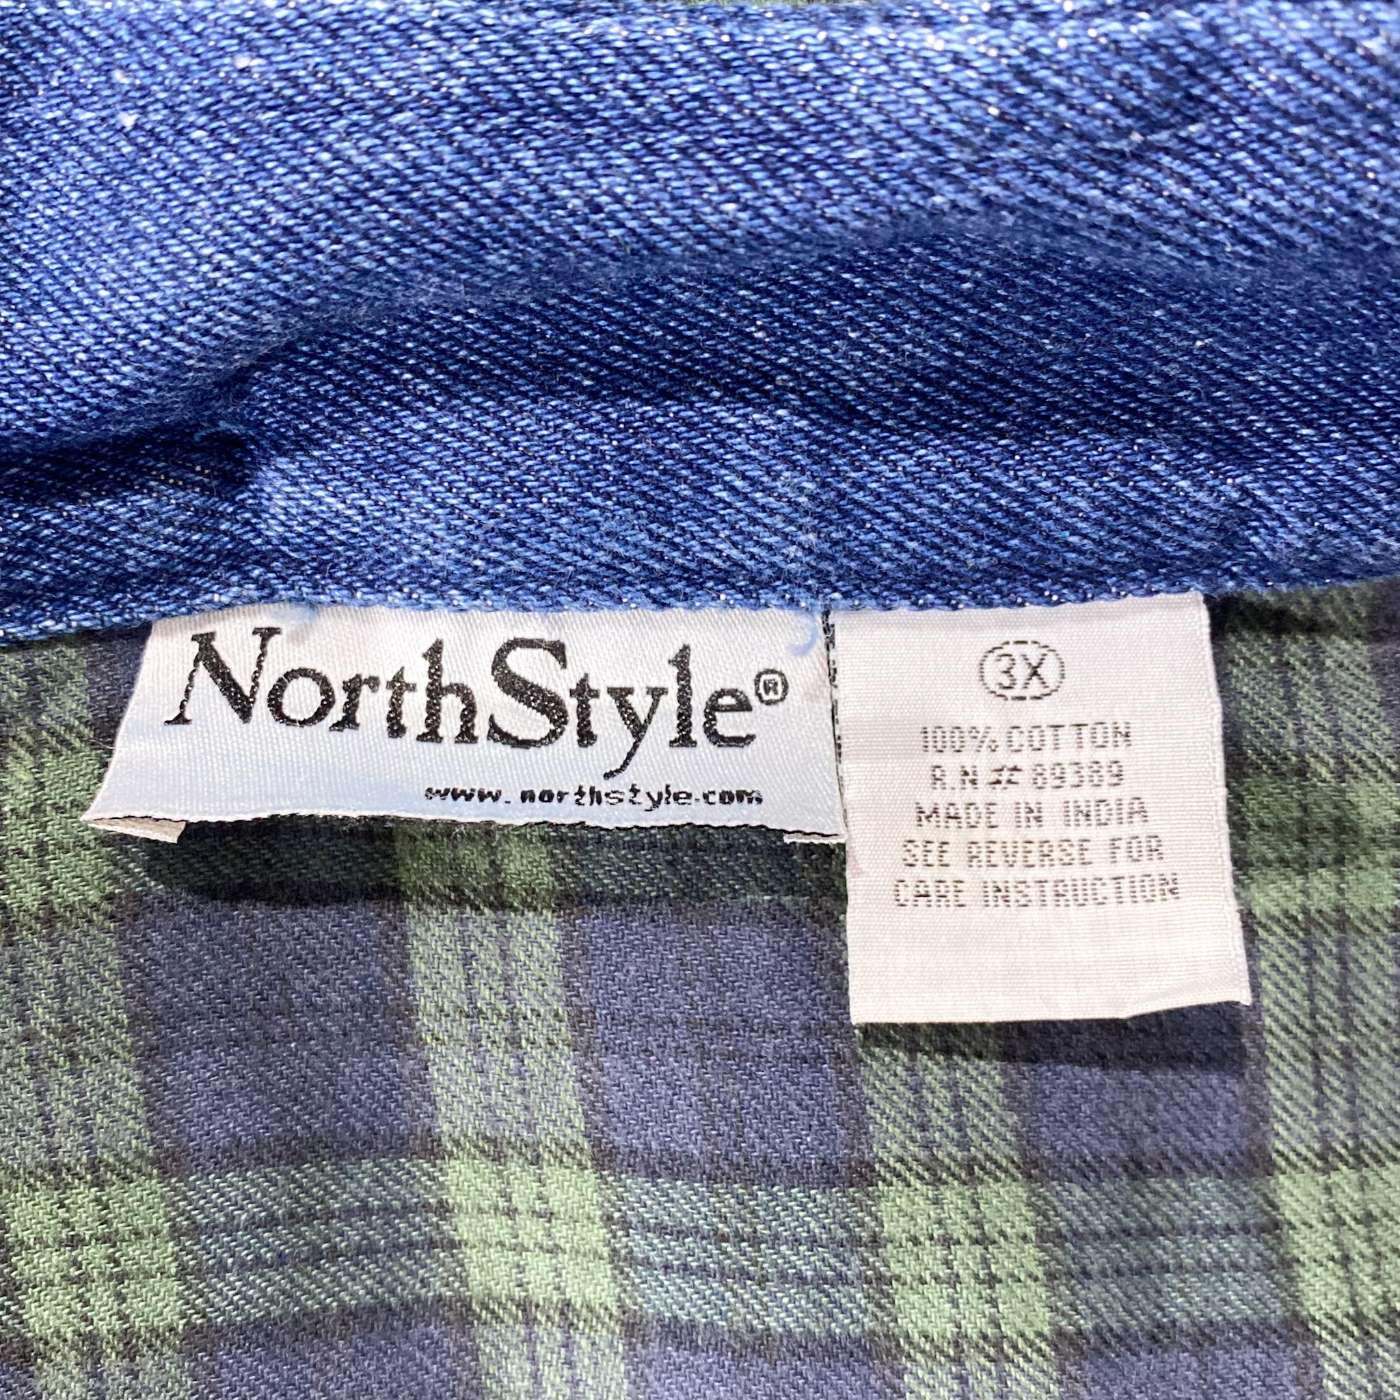 NorthStyle®
www.northstyle.com
3X
100% COTTON
R.N # 89389
MADE IN INDIA
SEE REVERSE FOR
CARE INSTRUCTION